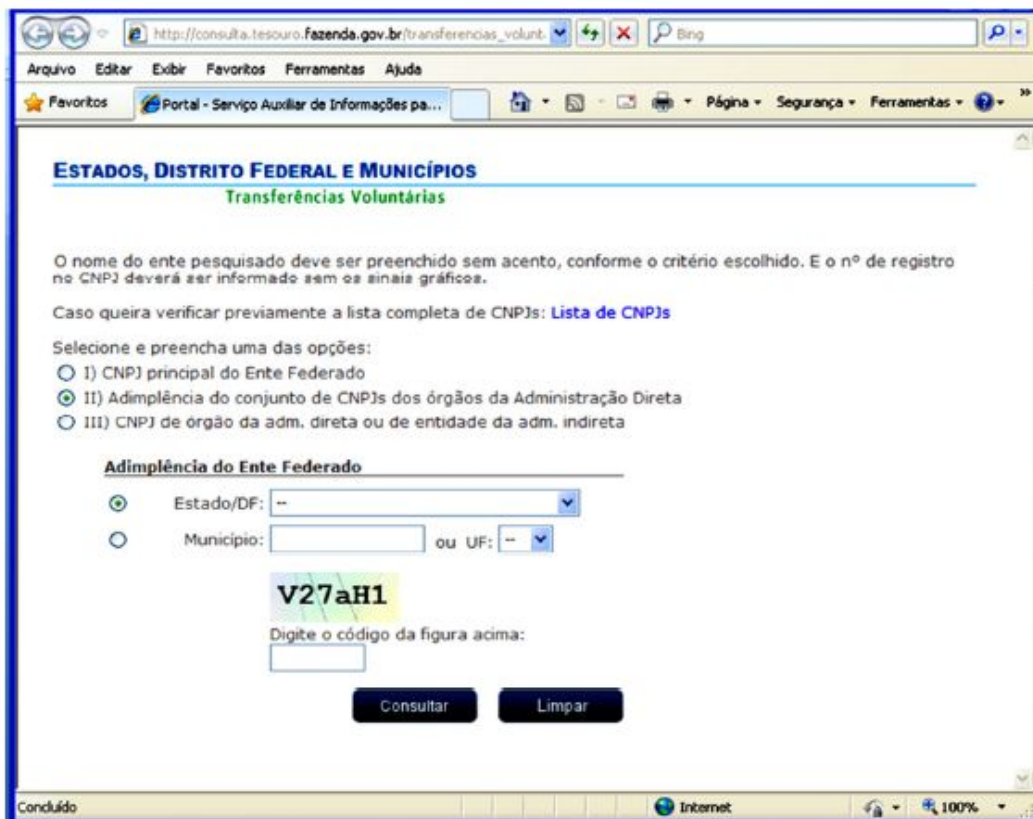 http://consulta.tesouro.fazenda.gov.br/transferencias_volunt. Bing
Arquivo Editar Exibir Favoritos Ferramentas Ajuda
Favoritos Portal - Serviço Auxiliar de Informações pa... Página Segurança Ferramentas »
ESTADOS, DISTRITO FEDERAL E MUNICÍPIOS
Transferências Voluntárias
O nome do ente pesquisado deve ser preenchido sem acento, conforme o critério escolhido. E o nº de registro
no CNPJ deverá ser informado sem os sinais gráficos.
Caso queira verificar previamente a lista completa de CNPJs: Lista de CNPJs
Selecione e preencha uma das opções:
I) CNPJ principal do Ente Federado
II) Adimplência do conjunto de CNPJs dos órgãos da Administração Direta
III) CNPJ de órgão da adm. direta ou de entidade da adm. indireta
Adimplência do Ente Federado
Estado/DF: --
Município: ou UF: --
V27aH1
Digite o código da figura acima:
Consultar Limpar
Concluído Internet 100%